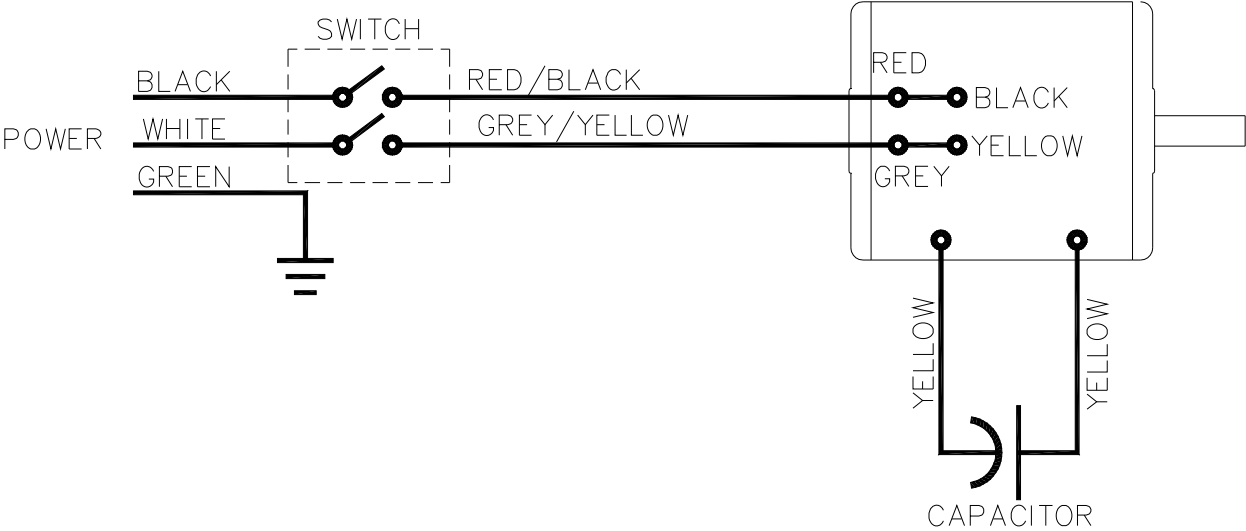 SWITCH
BLACK
RED/BLACK
RED
BLACK
POWER
WHITE
GREY/YELLOW
YELLOW
GREEN
GREY
YELLOW
YELLOW
CAPACITOR